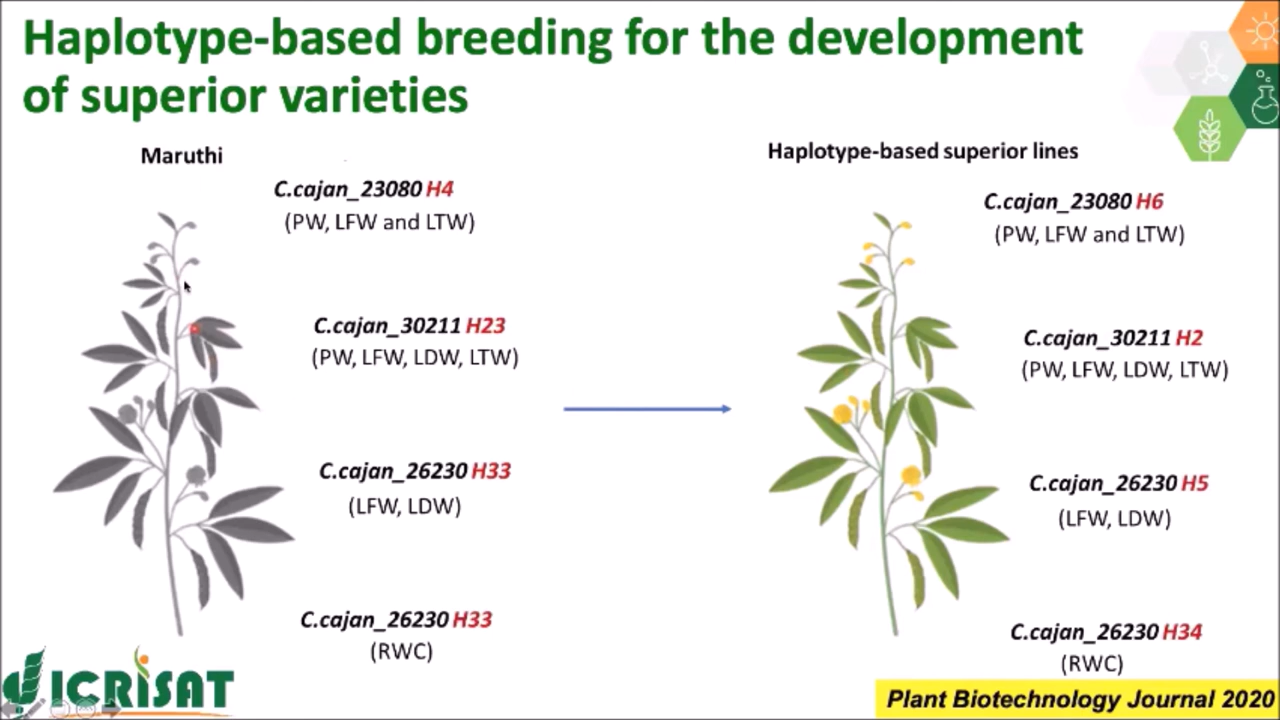 Haplotype-based breeding for the development
of superior varieties
Maruthi
C.cajan_23080 H4
(PW, LFW and LTW)
C.cajan_30211 H23
(PW, LFW, LDW, LTW)
C.cajan_26230 H33
(LFW, LDW)
C.cajan_26230 H33
(RWC)
Haplotype-based superior lines
C.cajan_23080 H6
(PW, LFW and LTW)
C.cajan_30211 H2
(PW, LFW, LDW, LTW)
C.cajan_26230 H5
(LFW, LDW)
C.cajan_26230 H34
(RWC)
ICRISAT
Plant Biotechnology Journal 2020